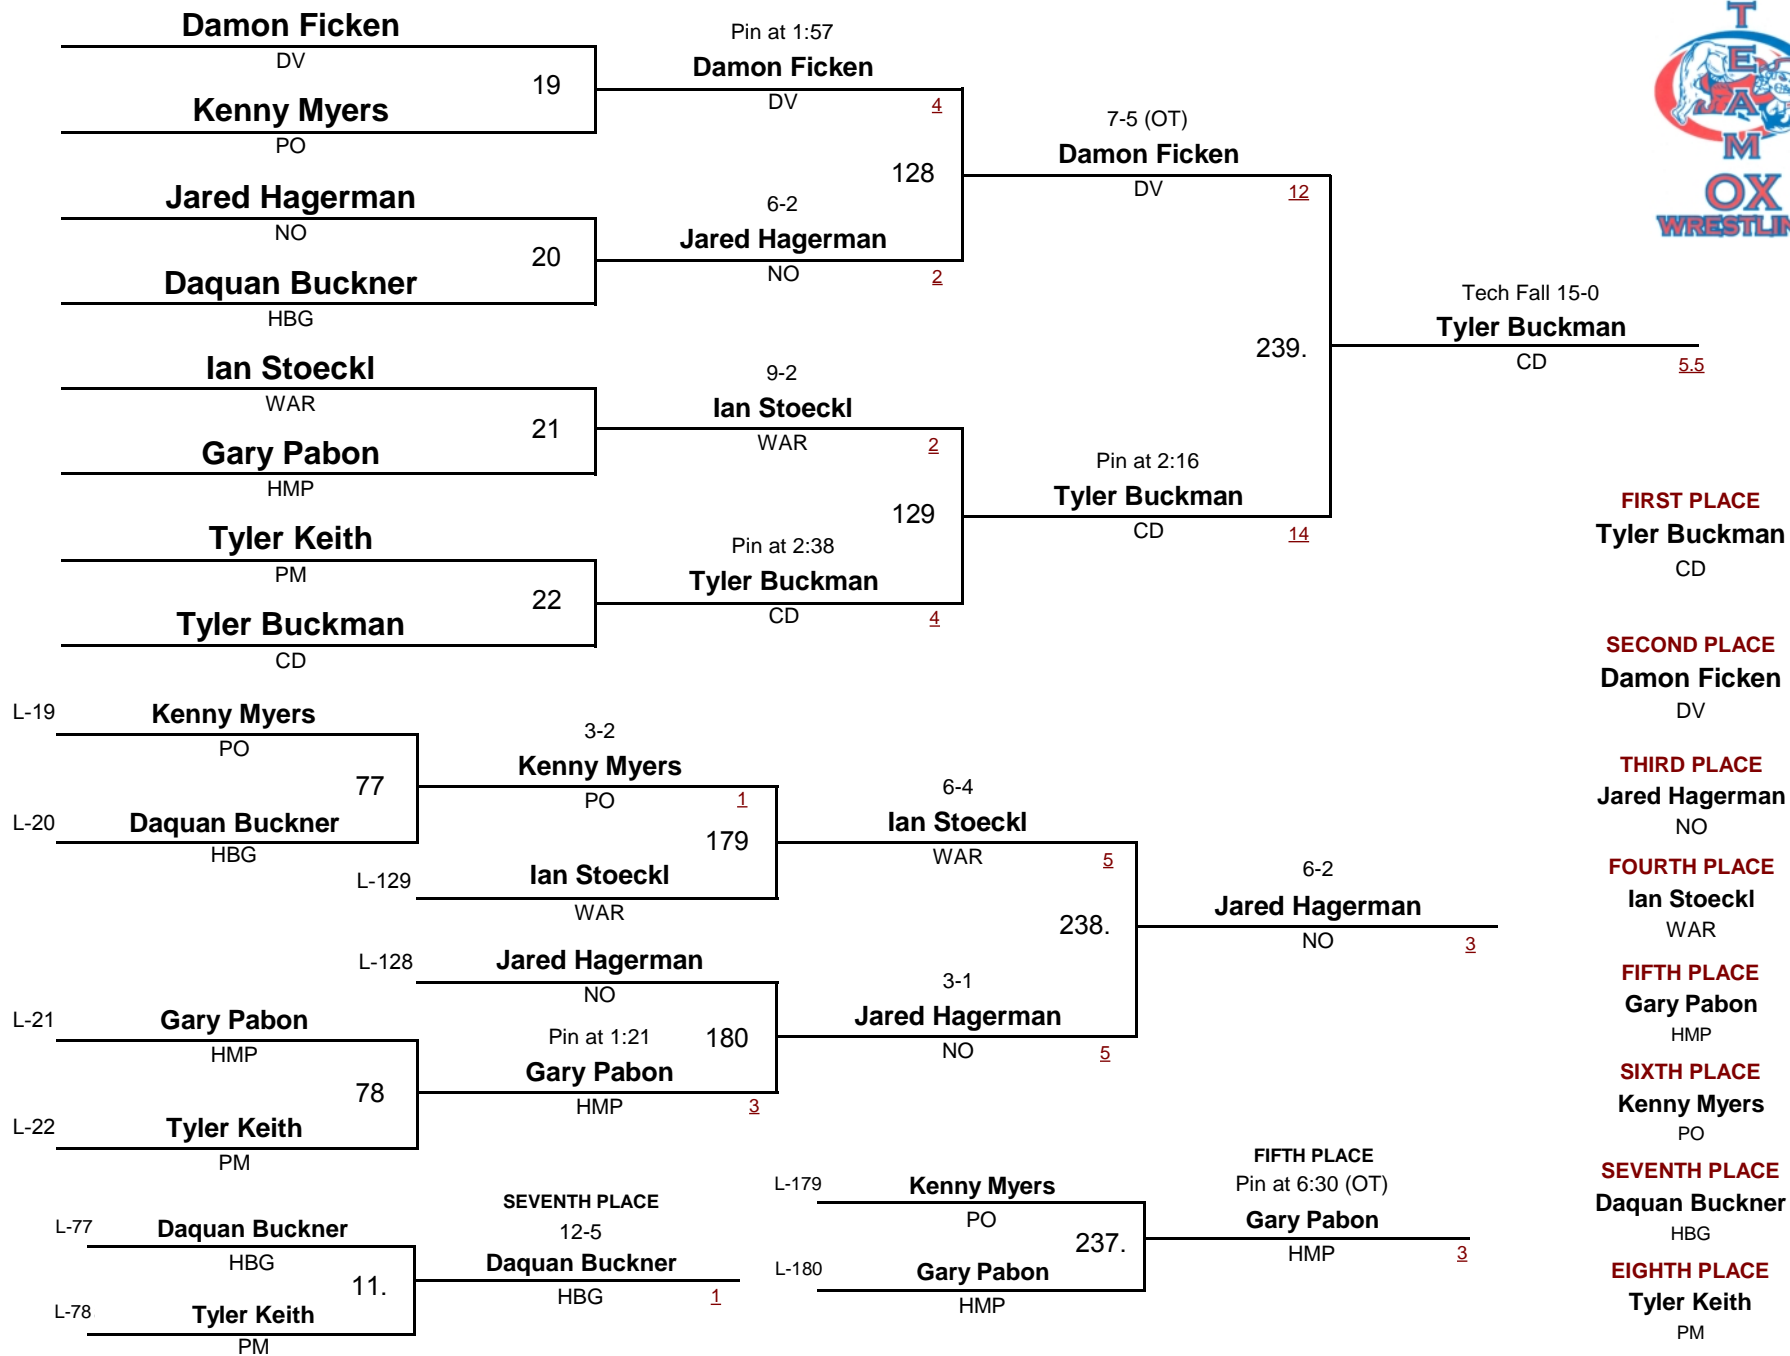 Damon Ficken
DV
19
Kenny Myers
PO
Jared Hagerman
NO
20
Daquan Buckner
HBG
Ian Stoeckl
WAR
21
Gary Pabon
HMP
Tyler Keith
PM
22
Tyler Buckman
CD
Pin at 1:57
Damon Ficken
DV
4
128
6-2
Jared Hagerman
NO
2
9-2
Ian Stoeckl
WAR
2
129
Pin at 2:38
Tyler Buckman
CD
4
7-5 (OT)
Damon Ficken
DV
12
239.
Pin at 2:16
Tyler Buckman
CD
14
Tech Fall 15-0
Tyler Buckman
CD
5.5
TEAM
OX
L-19
Kenny Myers
PO
77
L-20
Daquan Buckner
HBG
3-2
Kenny Myers
PO
1
179
L-129
Ian Stoeckl
WAR
L-128
Jared Hagerman
NO
180
L-21
Gary Pabon
HMP
78
L-22
Tyler Keith
PM
Pin at 1:21
Gary Pabon
HMP
3
6-4
Ian Stoeckl
WAR
5
238.
3-1
Jared Hagerman
NO
5
6-2
Jared Hagerman
NO
3
L-77
Daquan Buckner
HBG
11.
L-78
Tyler Keith
PM
SEVENTH PLACE
12-5
Daquan Buckner
HBG
1
L-179
Kenny Myers
PO
237.
L-180
Gary Pabon
HMP
FIFTH PLACE
Pin at 6:30 (OT)
Gary Pabon
HMP
3
FIRST PLACE
Tyler Buckman
CD
SECOND PLACE
Damon Ficken
DV
THIRD PLACE
Jared Hagerman
NO
FOURTH PLACE
Ian Stoeckl
WAR
FIFTH PLACE
Gary Pabon
HMP
SIXTH PLACE
Kenny Myers
PO
SEVENTH PLACE
Daquan Buckner
HBG
EIGHTH PLACE
Tyler Keith
PM